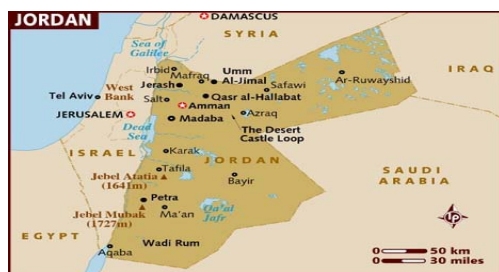 JORDAN
DAMASCUS
SYRIA
Sea of
Galilee
IRAQ
Irbid
Mafraq
Umm
Al-Jimal
Ar-Ruwayshid
Jerash
Safawi
West
Bank
Tel Aviv
Salt
Qasr al-Hallabat
Amman
JERUSALEM
Azraq
Madaba
Dead
Sea
The Desert
Castle Loop
ISRAEL
Karak
JORDAN
SAUDI
ARABIA
Tafila
Jebel Atatia
(1641m)
Bayir
Petra
Jebel Mubak
(1727m)
Ma'an
Qa'al
Jafr
EGYPT
Wadi Rum
Aqaba
LP
0 50 km
0 30 miles